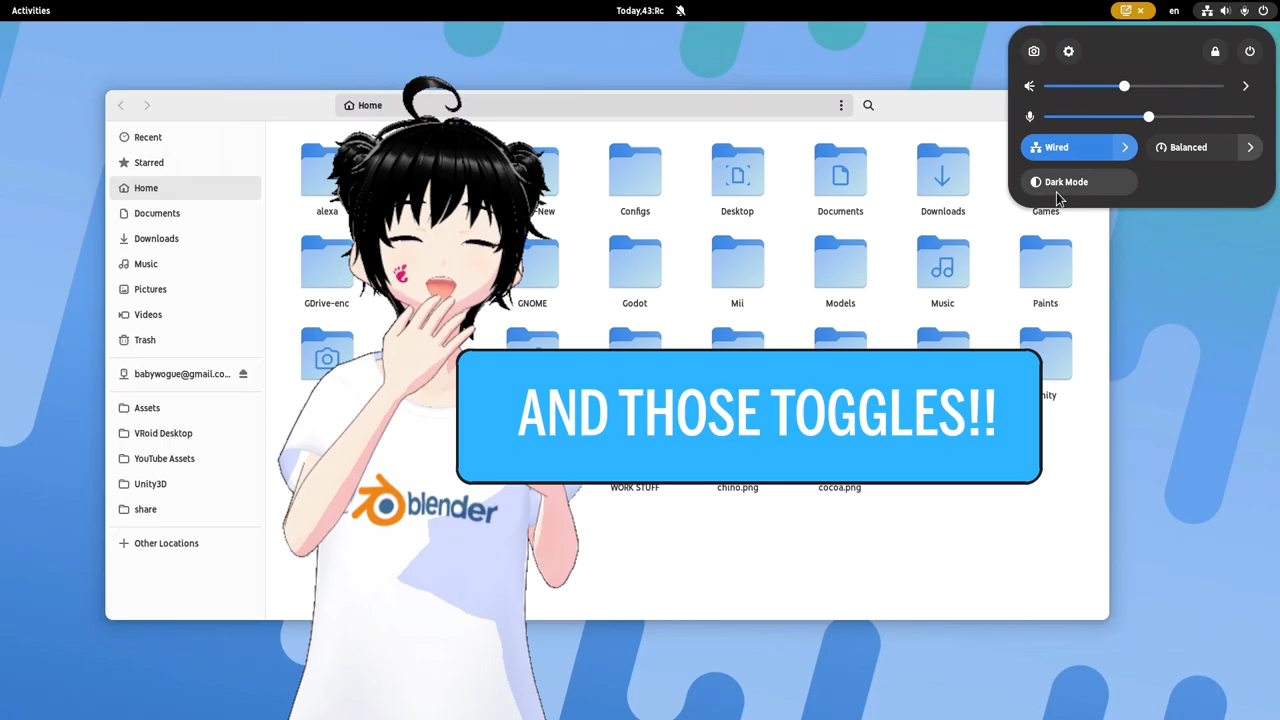 Activities
Today,43:Rc
en
Home
Recent
Starred
Home
Documents
Downloads
Music
Pictures
Videos
Trash
babywogue@gmail.co...
Assets
VRoid Desktop
YouTube Assets
Unity3D
share
Other Locations
alexa
-New
Configs
Desktop
Documents
Downloads
Games
GDrive-enc
GNOME
Godot
Mii
Models
Music
Paints
WORK STUFF
chino.png
cocoa.png
Wired
Balanced
Dark Mode
AND THOSE TOGGLES!!
blender